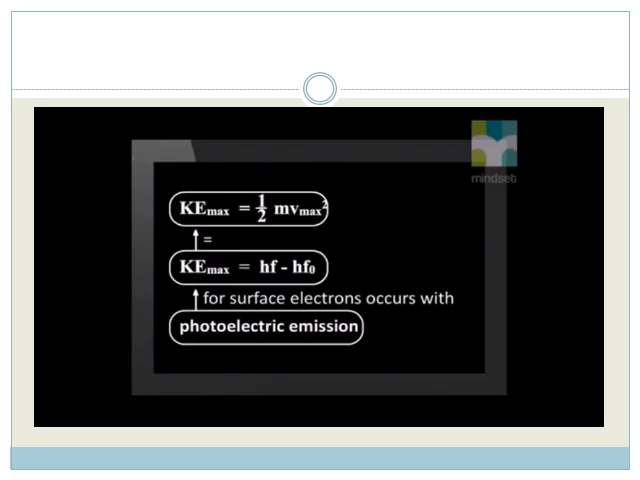 mindset
KEmax = 1/2 mvmax²
=
KEmax = hf - hf₀
for surface electrons occurs with
photoelectric emission